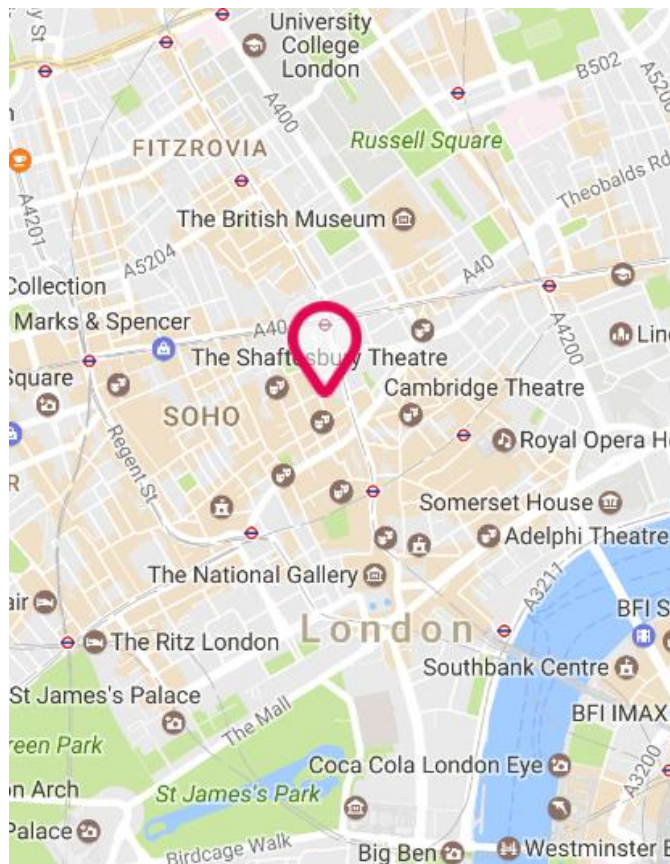 University
College
London
B502
A5200
A400
Russell Square
FITZROVIA
Theobalds Rd
A4201
The British Museum
A5204
A40
Collection
Marks & Spencer
A40
A4200
The Shaftesbury Theatre
Square
Cambridge Theatre
SOHO
Royal Opera H
Regent St
R
Somerset House
Adelphi Theatre
The National Gallery
A3211
air
BFI S
London
The Ritz London
Southbank Centre
St James's Palace
BFI IMAX
The Mall
reen Park
Coca Cola London Eye
A3200
on Arch
St James's Park
Palace
Birdcage Walk
Big Ben
Westminster B